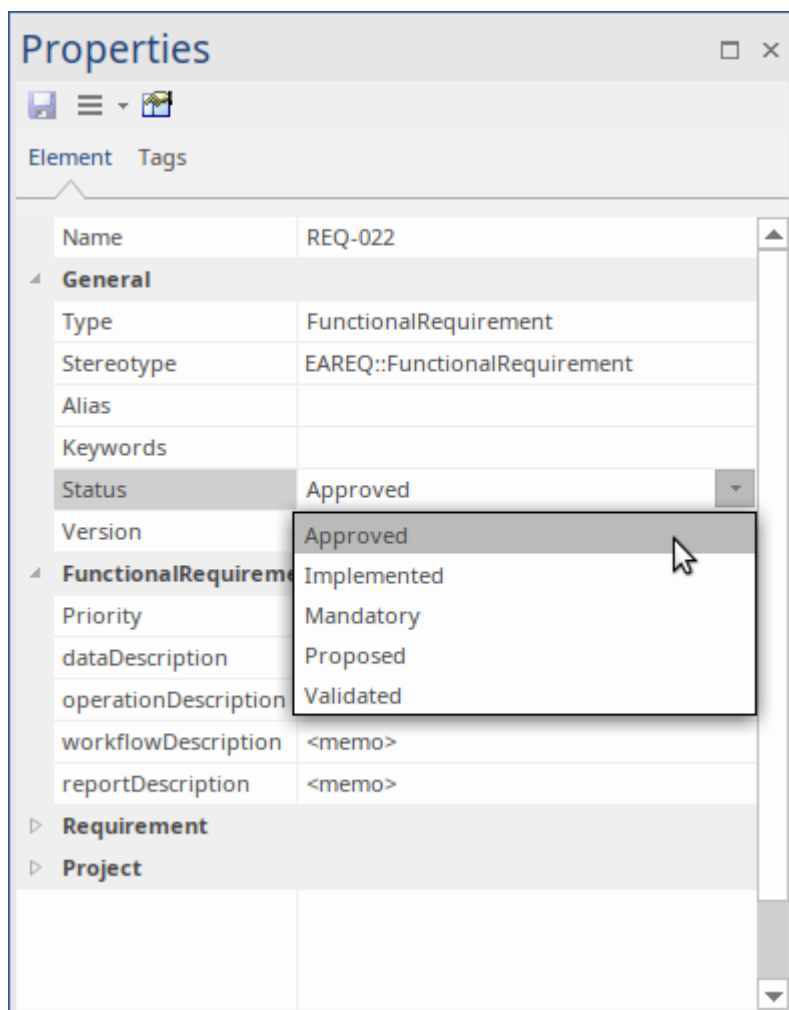 Properties
Element Tags
Name REQ-022
General
Type FunctionalRequirement
Stereotype EAREQ::FunctionalRequirement
Alias
Keywords
Status Approved
Version
Approved
FunctionalRequireme
Implemented
Priority
Mandatory
dataDescription
Proposed
operationDescription
Validated
workflowDescription <memo>
reportDescription <memo>
Requirement
Project